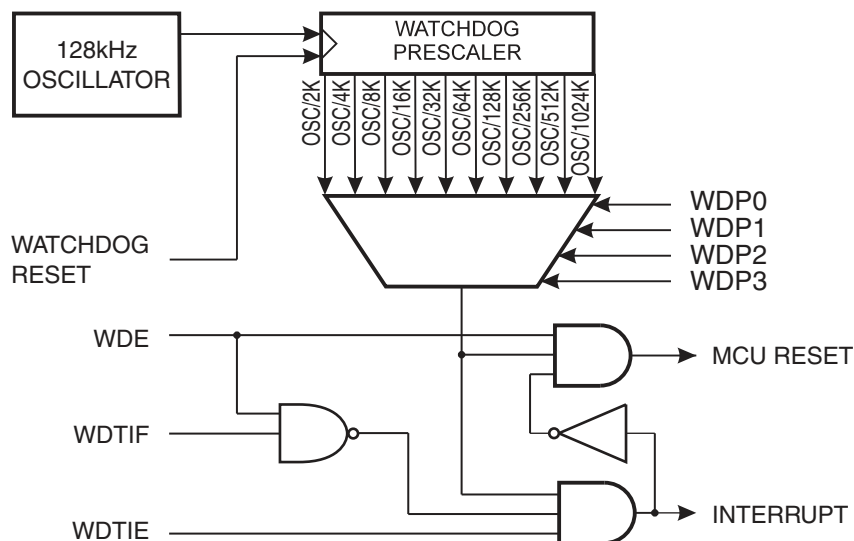 128kHz
OSCILLATOR
WATCHDOG
PRESCALER
OSC/2K
OSC/4K
OSC/8K
OSC/16K
OSC/32K
OSC/64K
OSC/128K
OSC/256K
OSC/512K
OSC/1024K
WDP0
WDP1
WDP2
WDP3
WATCHDOG
RESET
WDE
MCU RESET
WDTIF
INTERRUPT
WDTIE